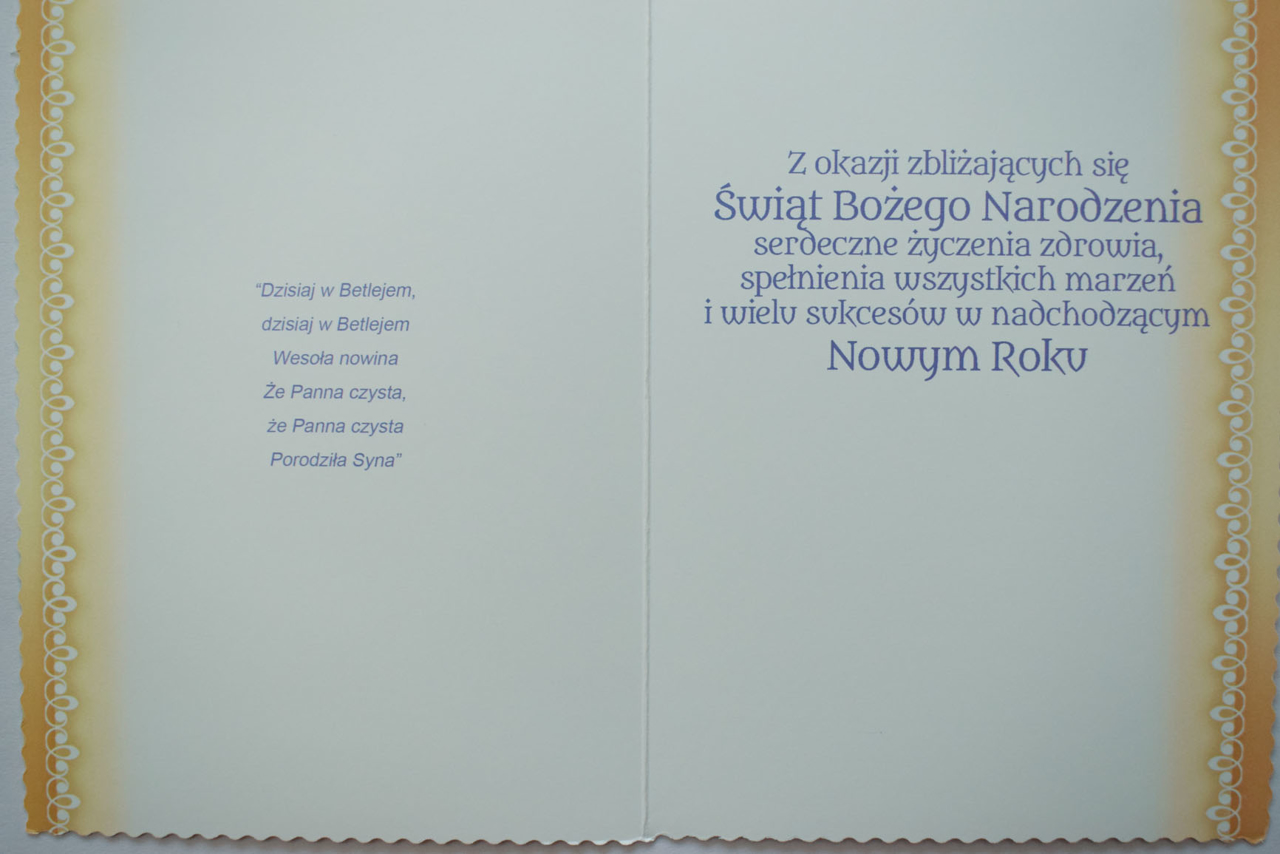 “Dzisiaj w Betlejem,
dzisiaj w Betlejem
Wesoła nowina
Że Panna czysta,
że Panna czysta
Porodziła Syna”
Z okazji zbliżających się
Świąt Bożego Narodzenia
serdeczne życzenia zdrowia,
spełnienia wszystkich marzeń
i wielu sukcesów w nadchodzącym
Nowym Roku